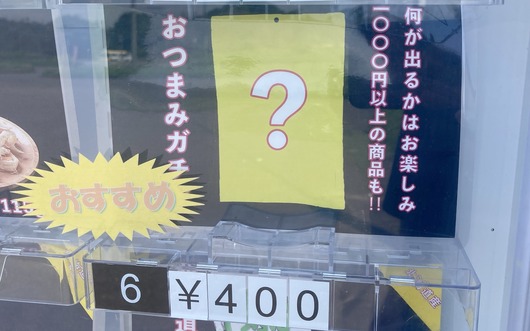 何が出るかはお楽しみ
一〇〇〇円以上の商品も!!
?
おつまみガチ
おすすめ
6
¥400